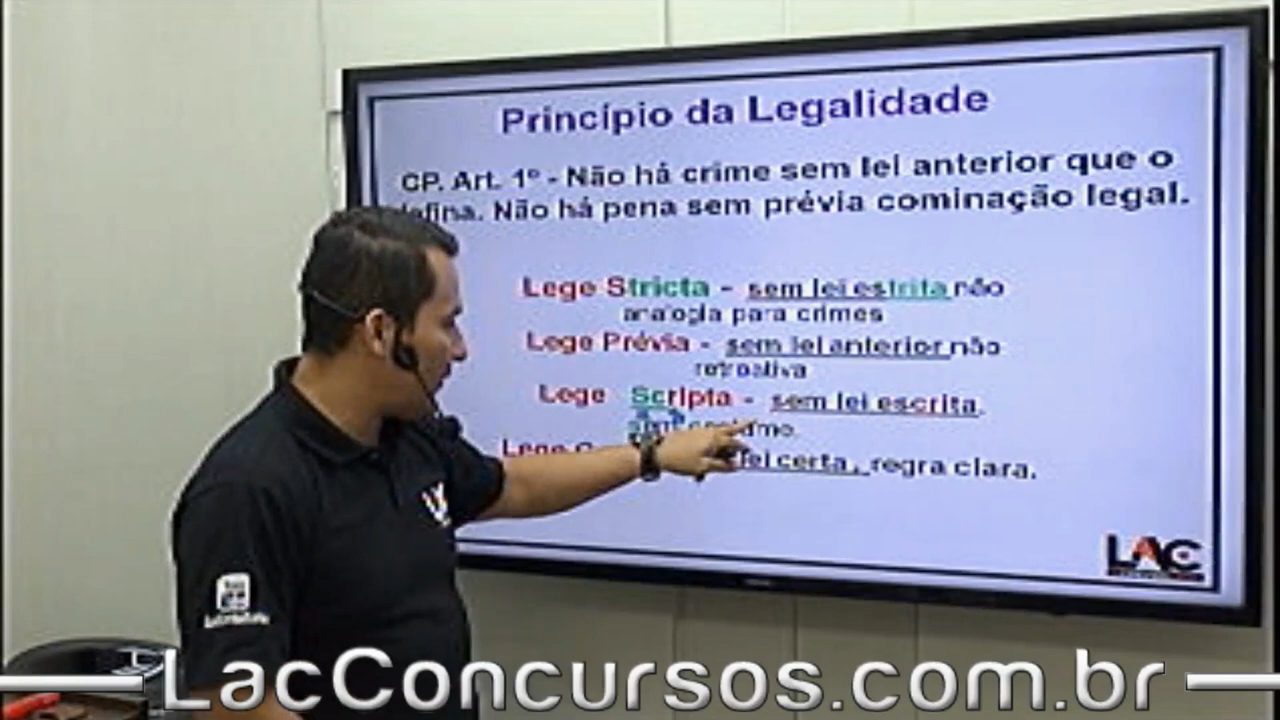 Princípio da Legalidade
CP. Art. 1º - Não há crime sem lei anterior que o
defina. Não há pena sem prévia cominação legal.
Lege Stricta - sem lei estrita não
analogia para crimes
Lege Prévia - sem lei anterior não
retroativa
Lege Scripta - sem lei escrita.
Lege
lei certa, regra clara.
LAC
LacConcursos.com.br